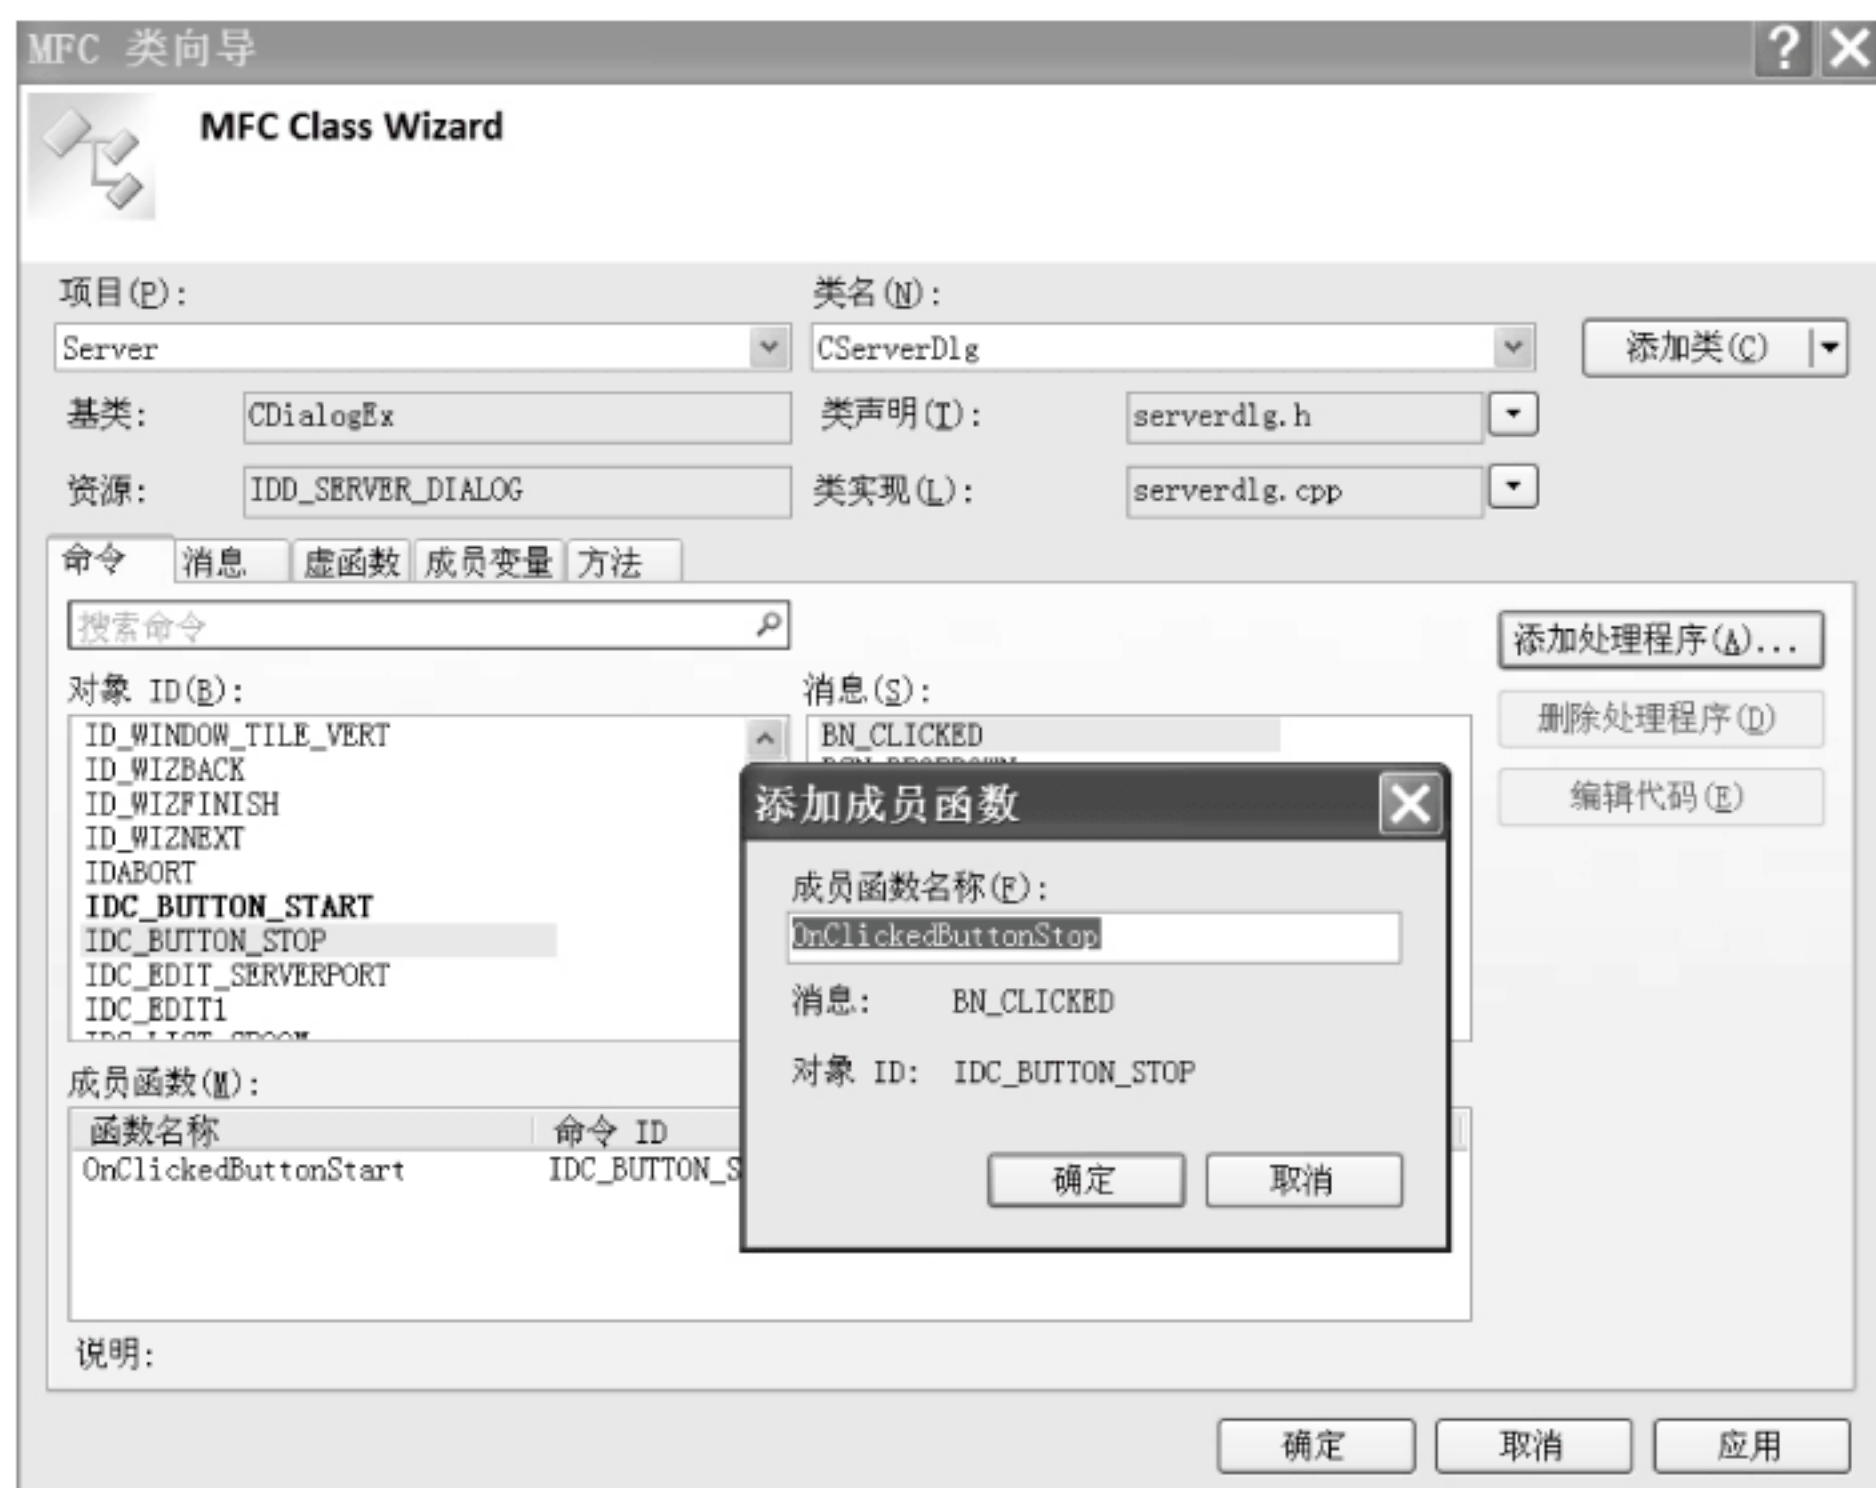 MFC 类向导
MFC Class Wizard
项目(P):
类名(N):
Server
CServerDlg
添加类(C)
基类:
CDialogEx
类声明(T):
serverdlg.h
资源:
IDD_SERVER_DIALOG
类实现(L):
serverdlg.cpp
命令 消息 虚函数 成员变量 方法
搜索命令
添加处理程序(A)...
对象 ID(B):
消息(S):
删除处理程序(D)
编辑代码(E)
ID_WINDOW_TILE_VERT
ID_WIZBACK
ID_WIZFINISH
ID_WIZNEXT
IDABORT
IDC_BUTTON_START
IDC_BUTTON_STOP
IDC_EDIT_SERVERPORT
IDC_EDIT1
BN_CLICKED
添加成员函数
成员函数名称(F):
OnClickedButtonStop
消息: BN_CLICKED
对象 ID: IDC_BUTTON_STOP
确定 取消
成员函数(M):
函数名称 命令 ID
OnClickedButtonStart IDC_BUTTON_S
说明:
确定 取消 应用